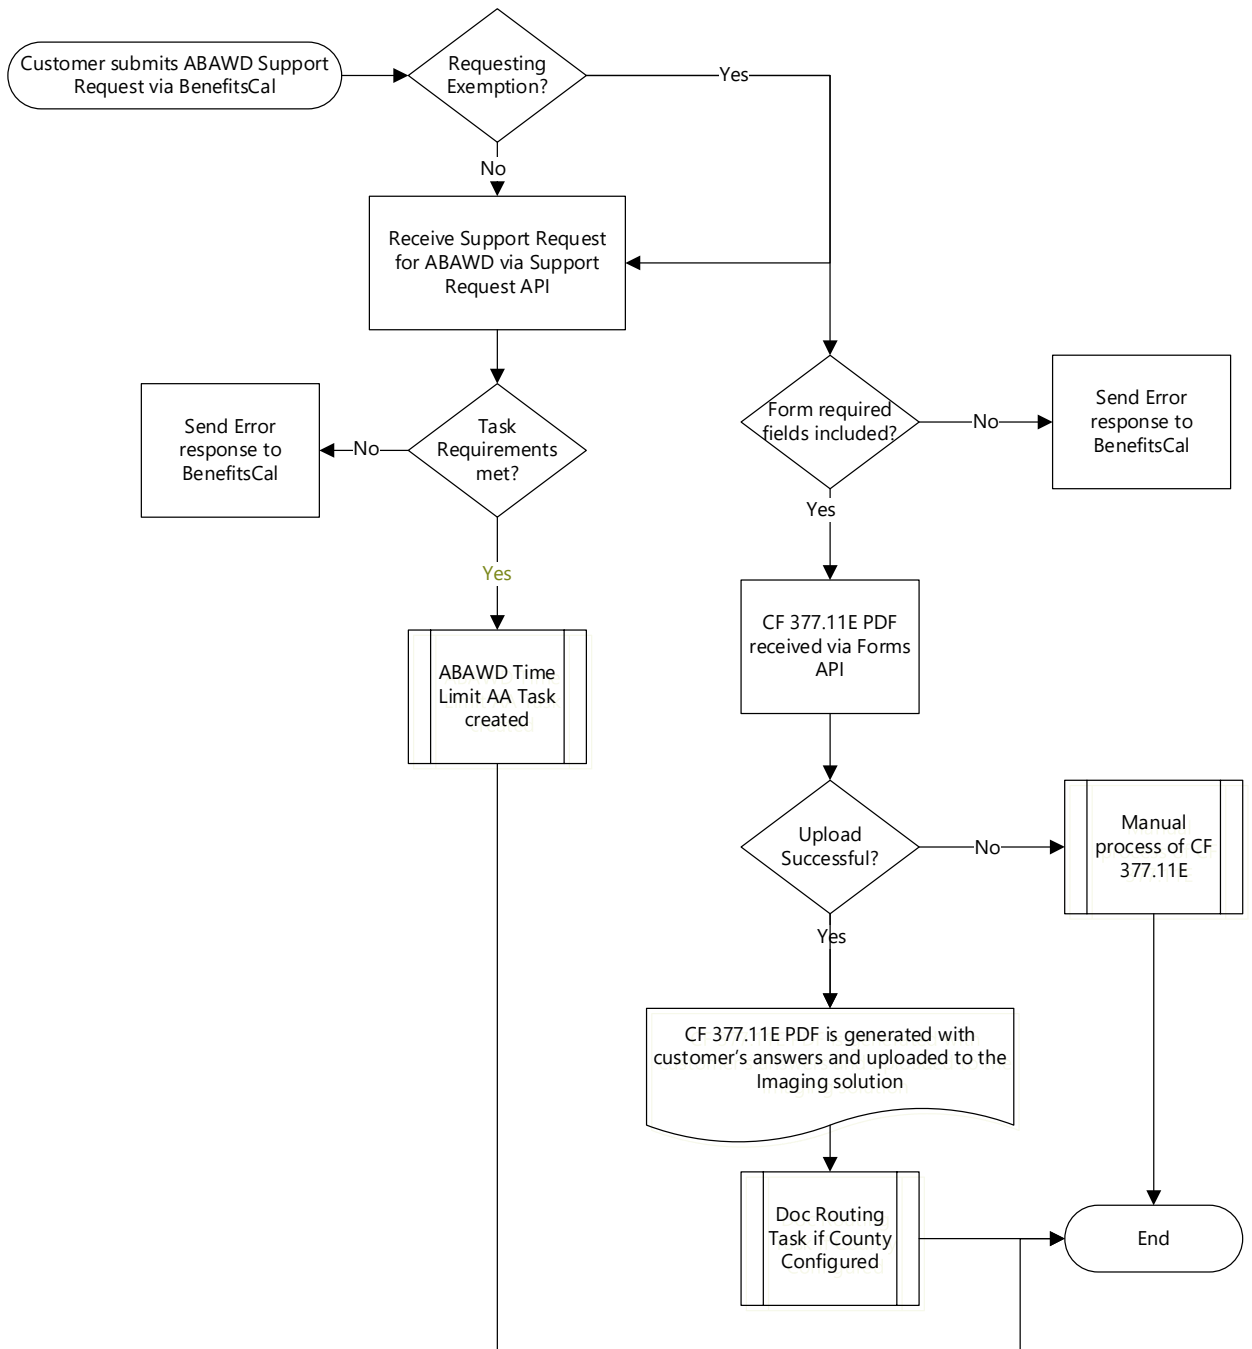 Customer submits ABAWD Support
Request via BenefitsCal
Requesting
Exemption?
Yes
No
Receive Support Request
for ABAWD via Support
Request API
Send Error
response to
BenefitsCal
No
Task
Requirements
met?
Form required
fields included?
No
Send Error
response to
BenefitsCal
Yes
Yes
ABAWD Time
Limit AA Task
created
CF 377.11E PDF
received via Forms
API
Upload
Successful?
No
Manual
process of CF
377.11E
Yes
CF 377.11E PDF is generated with
customer’s answers and uploaded to the
Imaging solution
Doc Routing
Task if County
Configured
End